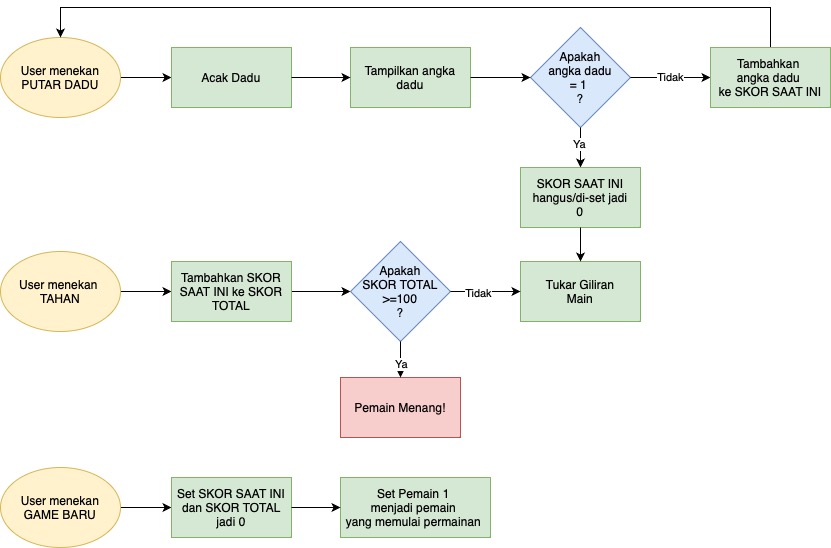 User menekan
PUTAR DADU
Acak Dadu
Tampilkan angka
dadu
Apakah
angka dadu
= 1
?
Tidak
Tambahkan
angka dadu
ke SKOR SAAT INI
Ya
SKOR SAAT INI
hangus/di-set jadi
0
User menekan
TAHAN
Tambahkan SKOR
SAAT INI ke SKOR
TOTAL
Apakah
SKOR TOTAL
>=100
?
Tidak
Tukar Giliran
Main
Ya
Pemain Menang!
User menekan
GAME BARU
Set SKOR SAAT INI
dan SKOR TOTAL
jadi 0
Set Pemain 1
menjadi pemain
yang memulai permainan